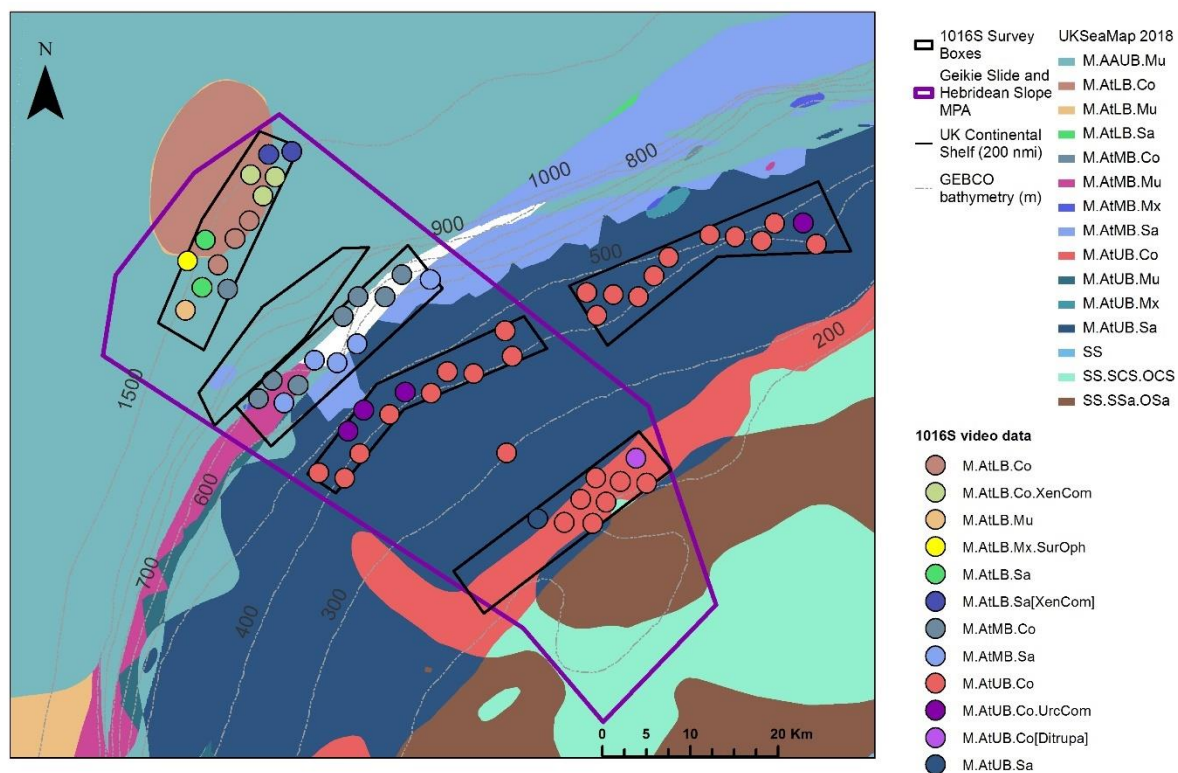 N
1000
800
900
500
200
1500
600
700
400
300
0 5 10 20 Km
1016S Survey
Boxes
Geikie Slide and
Hebridean Slope
MPA
UK Continental
Shelf (200 nmi)
GEBCO
bathymetry (m)
UKSeaMap 2018
M.AAUB.Mu
M.AtLB.Co
M.AtLB.Mu
M.AtLB.Sa
M.AtMB.Co
M.AtMB.Mu
M.AtMB.Mx
M.AtMB.Sa
M.AtUB.Co
M.AtUB.Mu
M.AtUB.Mx
M.AtUB.Sa
SS
SS.SCS.OCS
SS.SSa.OSa
1016S video data
M.AtLB.Co
M.AtLB.Co.XenCom
M.AtLB.Mu
M.AtLB.Mx.SurOph
M.AtLB.Sa
M.AtLB.Sa[XenCom]
M.AtMB.Co
M.AtMB.Sa
M.AtUB.Co
M.AtUB.Co.UrcCom
M.AtUB.Co[Ditrupa]
M.AtUB.Sa